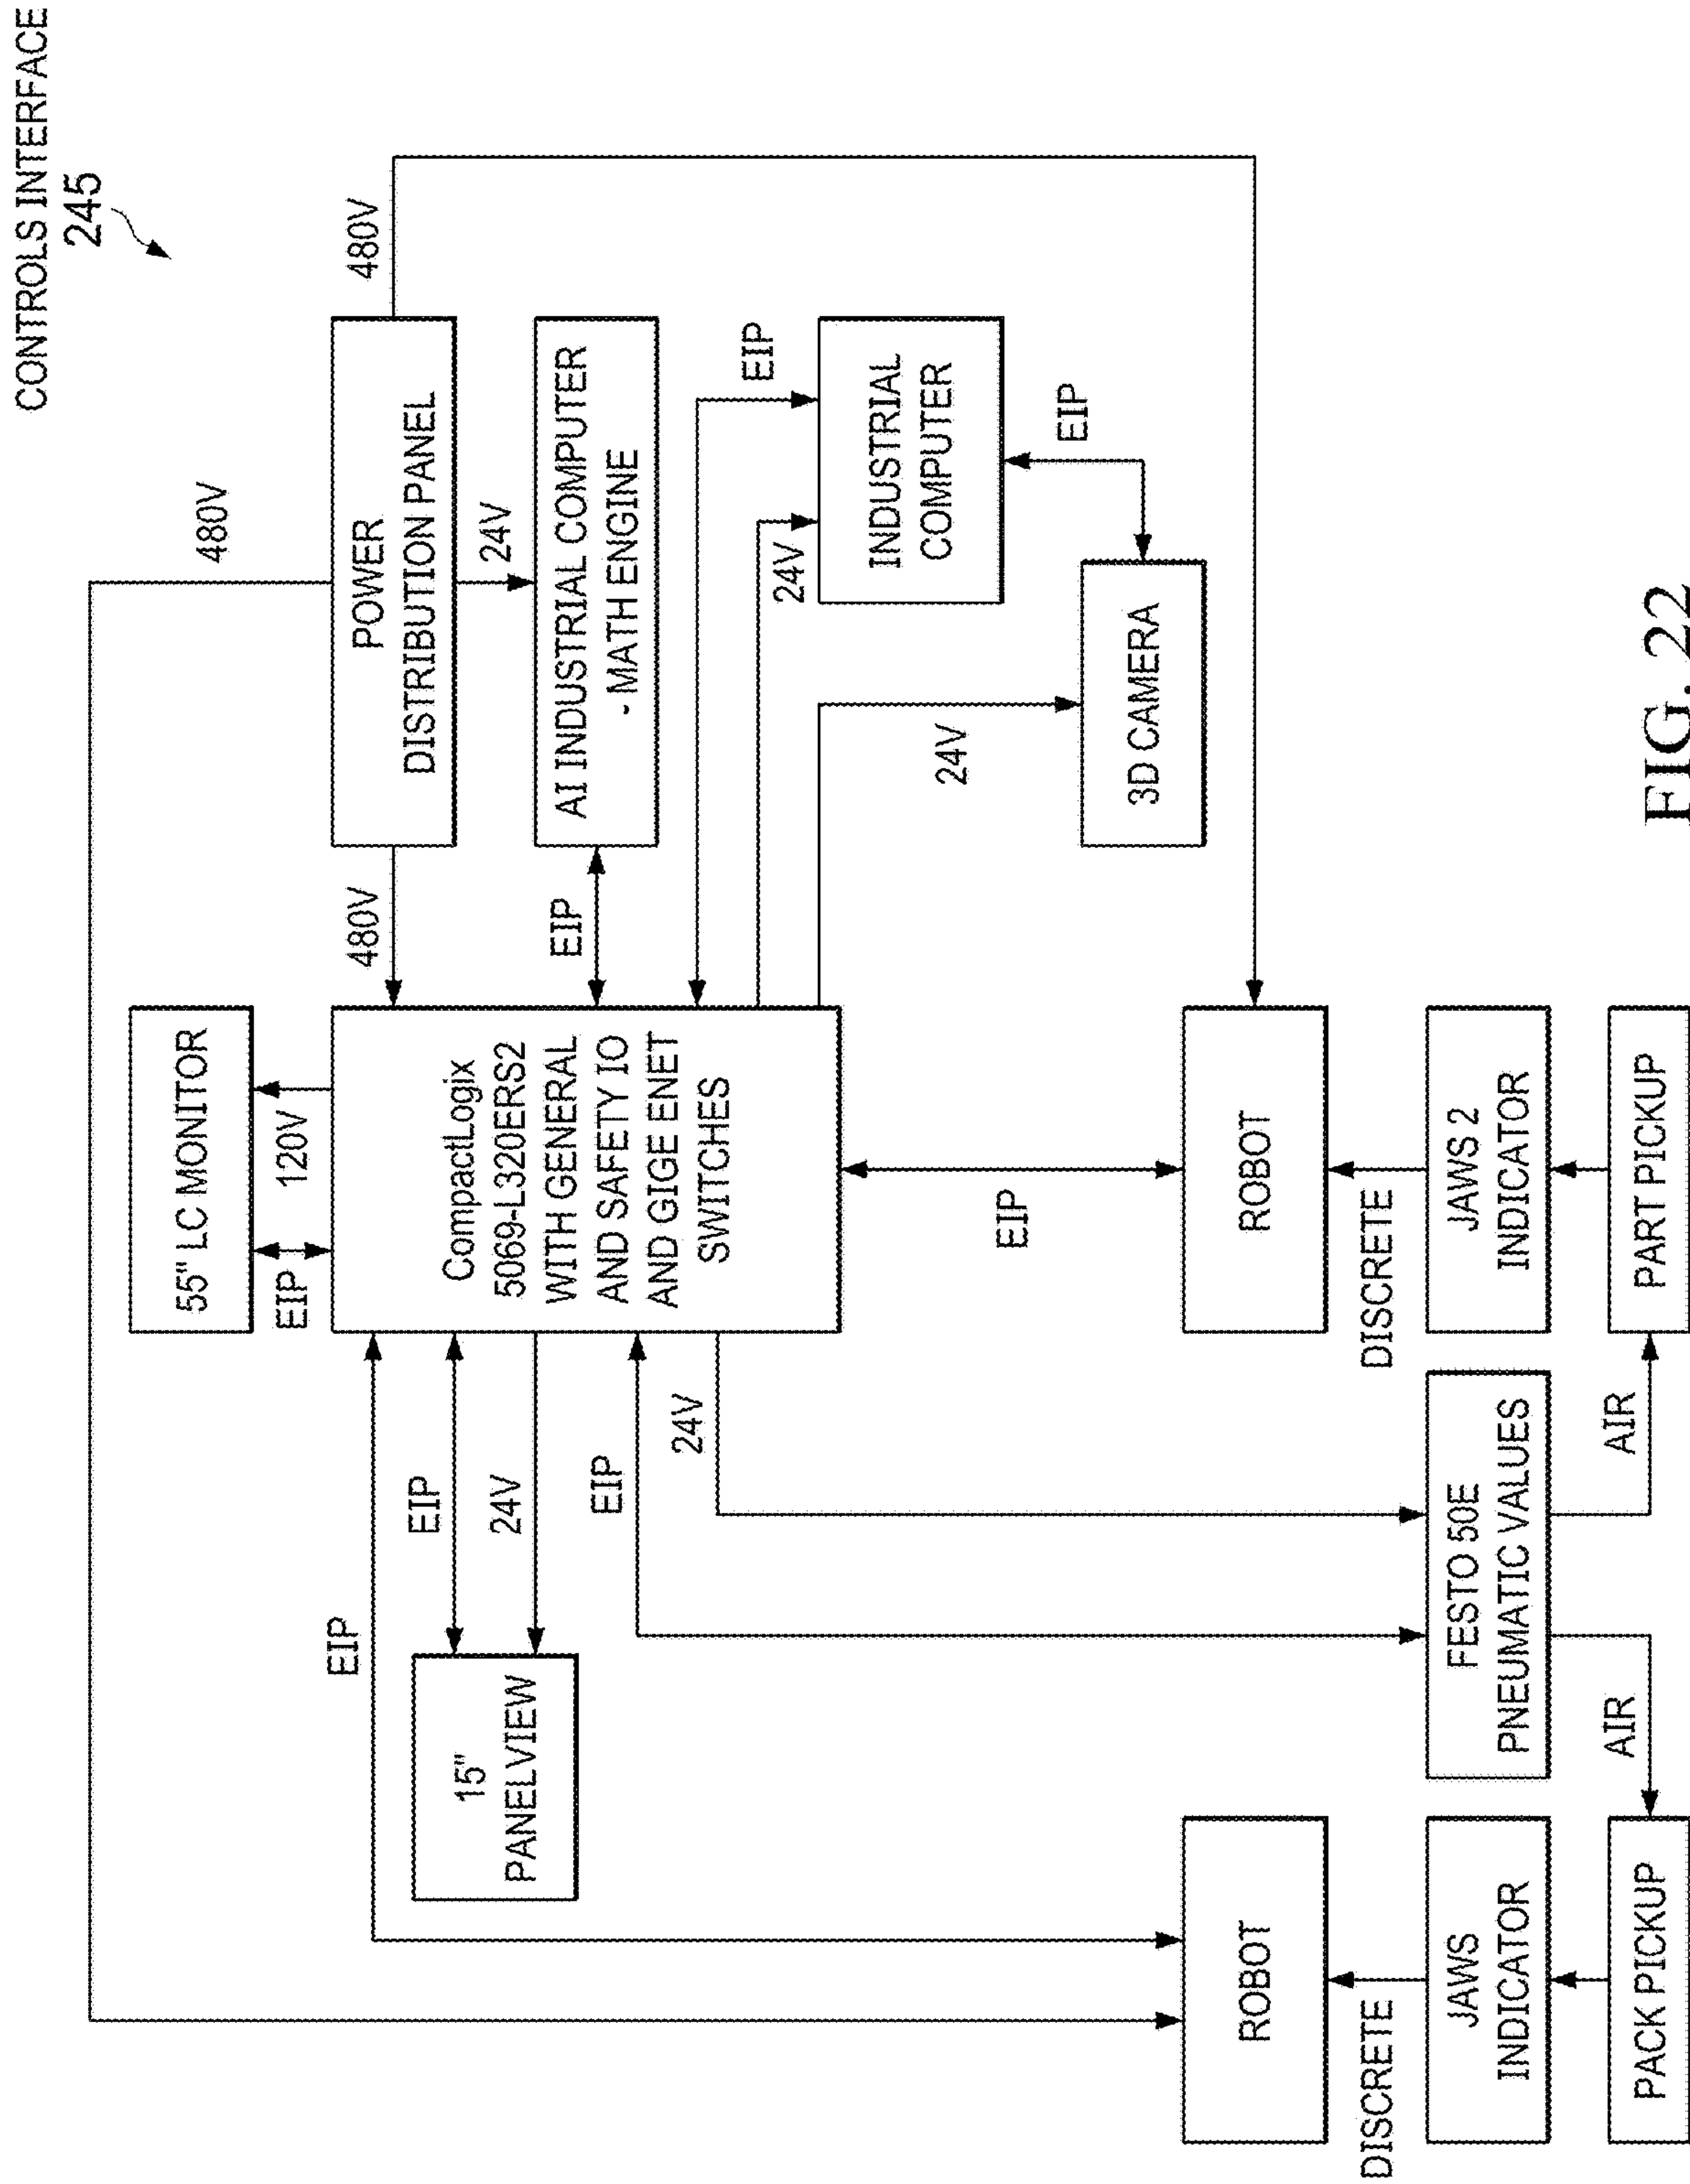 CONTROLS INTERFACE
245
480V
480V
POWER
DISTRIBUTION PANEL
480V
24V
AI INDUSTRIAL COMPUTER
- MATH ENGINE
EIP
55" LC MONITOR
EIP
120V
CompactLogix
5069-L320ERS2
WITH GENERAL
AND SAFETY IO
AND GIGE ENET
SWITCHES
EIP
24V
INDUSTRIAL
COMPUTER
EIP
24V
3D CAMERA
EIP
EIP
24V
15"
PANELVIEW
EIP
24V
EIP
ROBOT
ROBOT
DISCRETE
DISCRETE
JAWS
INDICATOR
FESTO 50E
PNEUMATIC VALUES
JAWS 2
INDICATOR
AIR
AIR
PACK PICKUP
PART PICKUP
FIG. 22